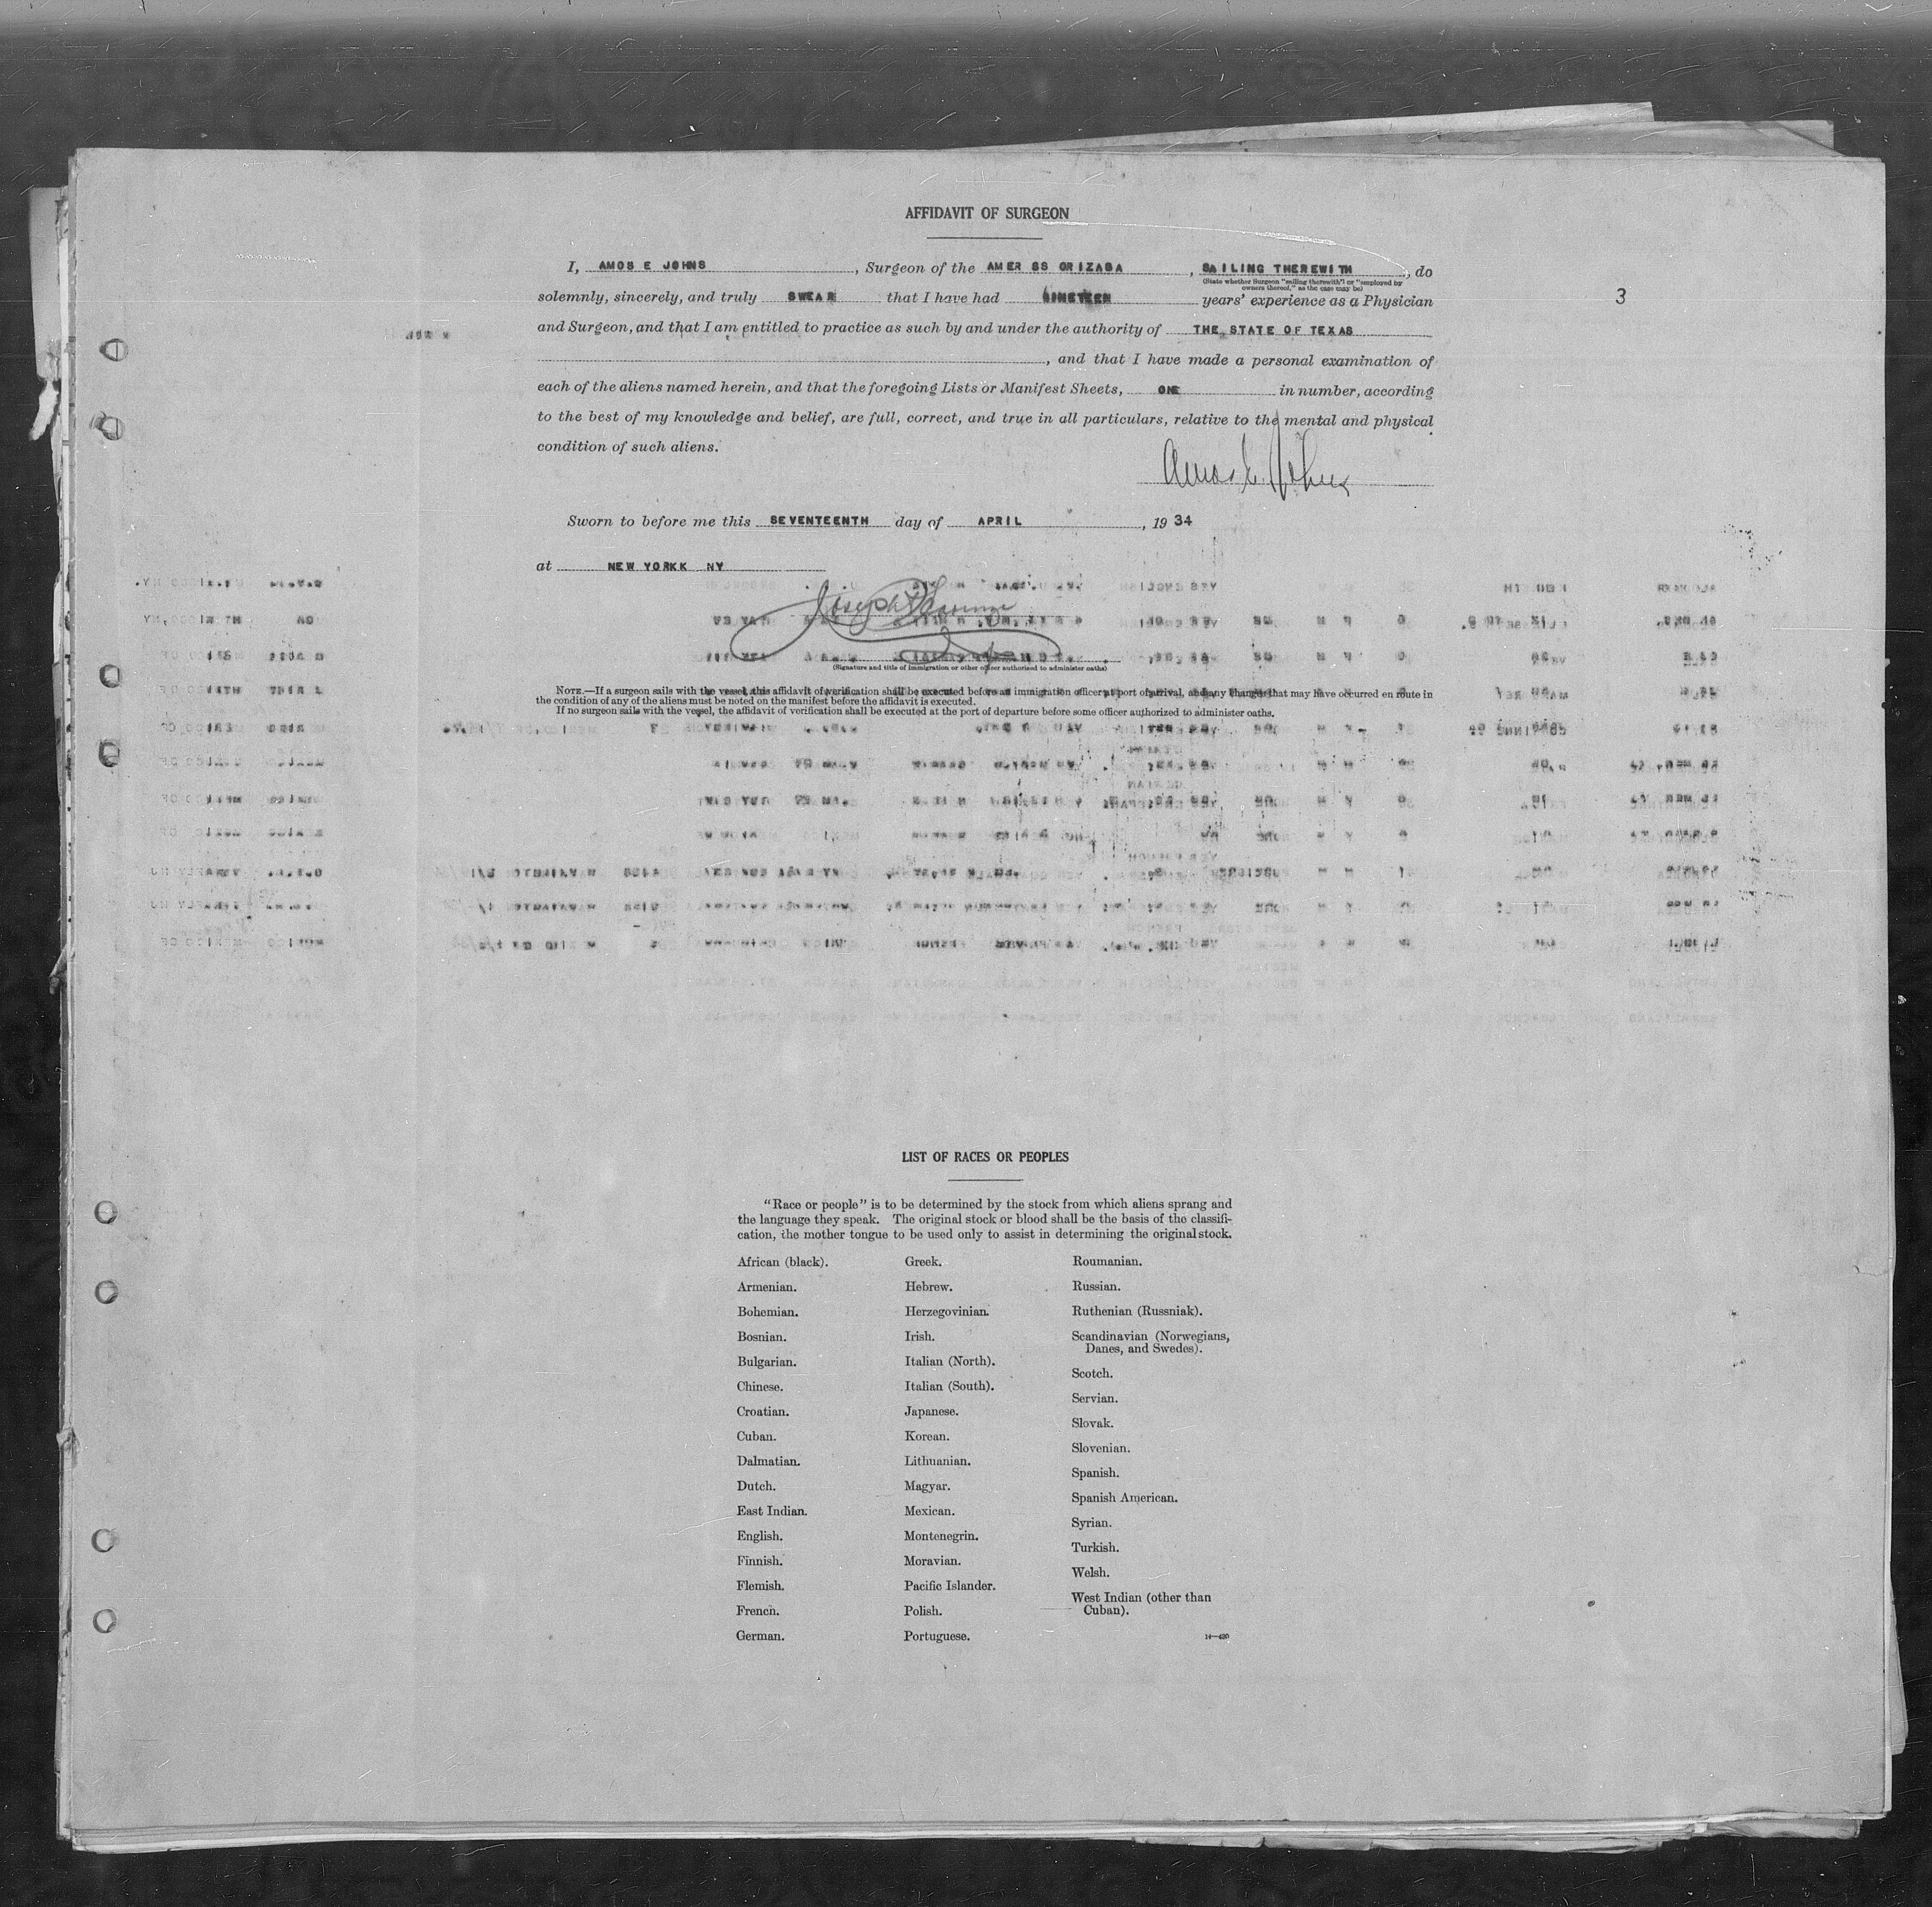 AFFIDAVIT OF SURGEON
I, AMOS E JOHNS, Surgeon of the AMER SS ORIZABA, SAILING THEREWITH, do
(State whether Surgeon "sailing therewith" or "employed by
owners thereof," as the case may be)
solemnly, sincerely, and truly SWEAR that I have had NINETEEN years' experience as a Physician
3
and Surgeon, and that I am entitled to practice as such by and under the authority of THE STATE OF TEXAS
, and that I have made a personal examination of
each of the aliens named herein, and that the foregoing Lists or Manifest Sheets, ONE in number, according
to the best of my knowledge and belief, are full, correct, and true in all particulars, relative to the mental and physical
condition of such aliens.
Amos E. Johns
Sworn to before me this SEVENTEENTH day of APRIL, 1934
at NEW YORKK NY
Joseph
(Signature and title of immigration or other officer authorized to administer oaths)
NOTE.—If a surgeon sails with the vessel, this affidavit of verification shall be executed before an immigration officer at port of arrival, and any changes that may have occurred en route in
the condition of any of the aliens must be noted on the manifest before the affidavit is executed.
If no surgeon sails with the vessel, the affidavit of verification shall be executed at the port of departure before some officer authorized to administer oaths.
LIST OF RACES OR PEOPLES
"Race or people" is to be determined by the stock from which aliens sprang and
the language they speak. The original stock or blood shall be the basis of the classifi-
cation, the mother tongue to be used only to assist in determining the original stock.
African (black).
Armenian.
Bohemian.
Bosnian.
Bulgarian.
Chinese.
Croatian.
Cuban.
Dalmatian.
Dutch.
East Indian.
English.
Finnish.
Flemish.
French.
German.
Greek.
Hebrew.
Herzegovinian.
Irish.
Italian (North).
Italian (South).
Japanese.
Korean.
Lithuanian.
Magyar.
Mexican.
Montenegrin.
Moravian.
Pacific Islander.
Polish.
Portuguese.
Roumanian.
Russian.
Ruthenian (Russniak).
Scandinavian (Norwegians,
Danes, and Swedes).
Scotch.
Servian.
Slovak.
Slovenian.
Spanish.
Spanish American.
Syrian.
Turkish.
Welsh.
West Indian (other than
Cuban).
14—420